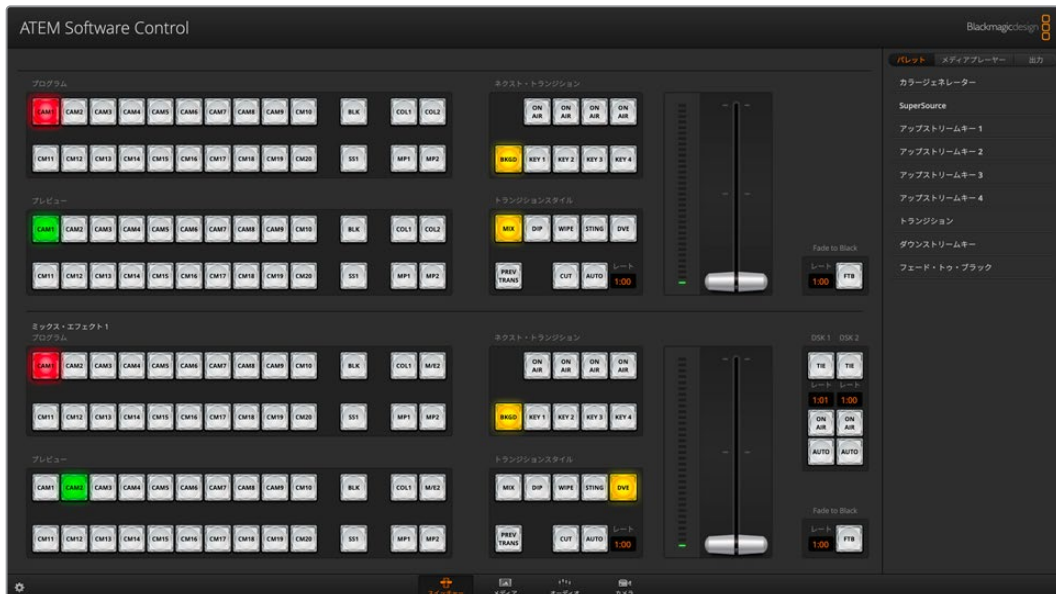 ATEM Software Control
Blackmagicdesign
パレット メディアプレーヤー 出力
カラージェネレーター
SuperSource
アップストリームキー 1
アップストリームキー 2
アップストリームキー 3
アップストリームキー 4
トランジション
ダウンストリームキー
フェード・トゥ・ブラック
プログラム
CAM1 CAM2 CAM3 CAM4 CAM5 CAM6 CAM7 CAM8 CAM9 CM10 BLK COL1 COL2
CM11 CM12 CM13 CM14 CM15 CM16 CM17 CM18 CM19 CM20 SS1 MP1 MP2
ネクスト・トランジション
ON AIR ON AIR ON AIR ON AIR
BKGD KEY 1 KEY 2 KEY 3 KEY 4
プレビュー
CAM1 CAM2 CAM3 CAM4 CAM5 CAM6 CAM7 CAM8 CAM9 CM10 BLK COL1 COL2
CM11 CM12 CM13 CM14 CM15 CM16 CM17 CM18 CM19 CM20 SS1 MP1 MP2
トランジションスタイル
MIX DIP WIPE STING DVE
PREV TRANS CUT AUTO レート 1:00
Fade to Black
レート 1:00 FTB
ミックス・エフェクト 1
プログラム
CAM1 CAM2 CAM3 CAM4 CAM5 CAM6 CAM7 CAM8 CAM9 CM10 BLK COL1 M/E2
CM11 CM12 CM13 CM14 CM15 CM16 CM17 CM18 CM19 CM20 SS1 MP1 MP2
ネクスト・トランジション
ON AIR ON AIR ON AIR ON AIR
BKGD KEY 1 KEY 2 KEY 3 KEY 4
DSK 1 DSK 2
TIE TIE
レート レート
1:01 1:00
ON AIR ON AIR
AUTO AUTO
プレビュー
CAM1 CAM2 CAM3 CAM4 CAM5 CAM6 CAM7 CAM8 CAM9 CM10 BLK COL1 M/E2
CM11 CM12 CM13 CM14 CM15 CM16 CM17 CM18 CM19 CM20 SS1 MP1 MP2
トランジションスタイル
MIX DIP WIPE STING DVE
PREV TRANS CUT AUTO レート 1:00
Fade to Black
レート 1:00 FTB
スイッチャー メディア オーディオ カメラ